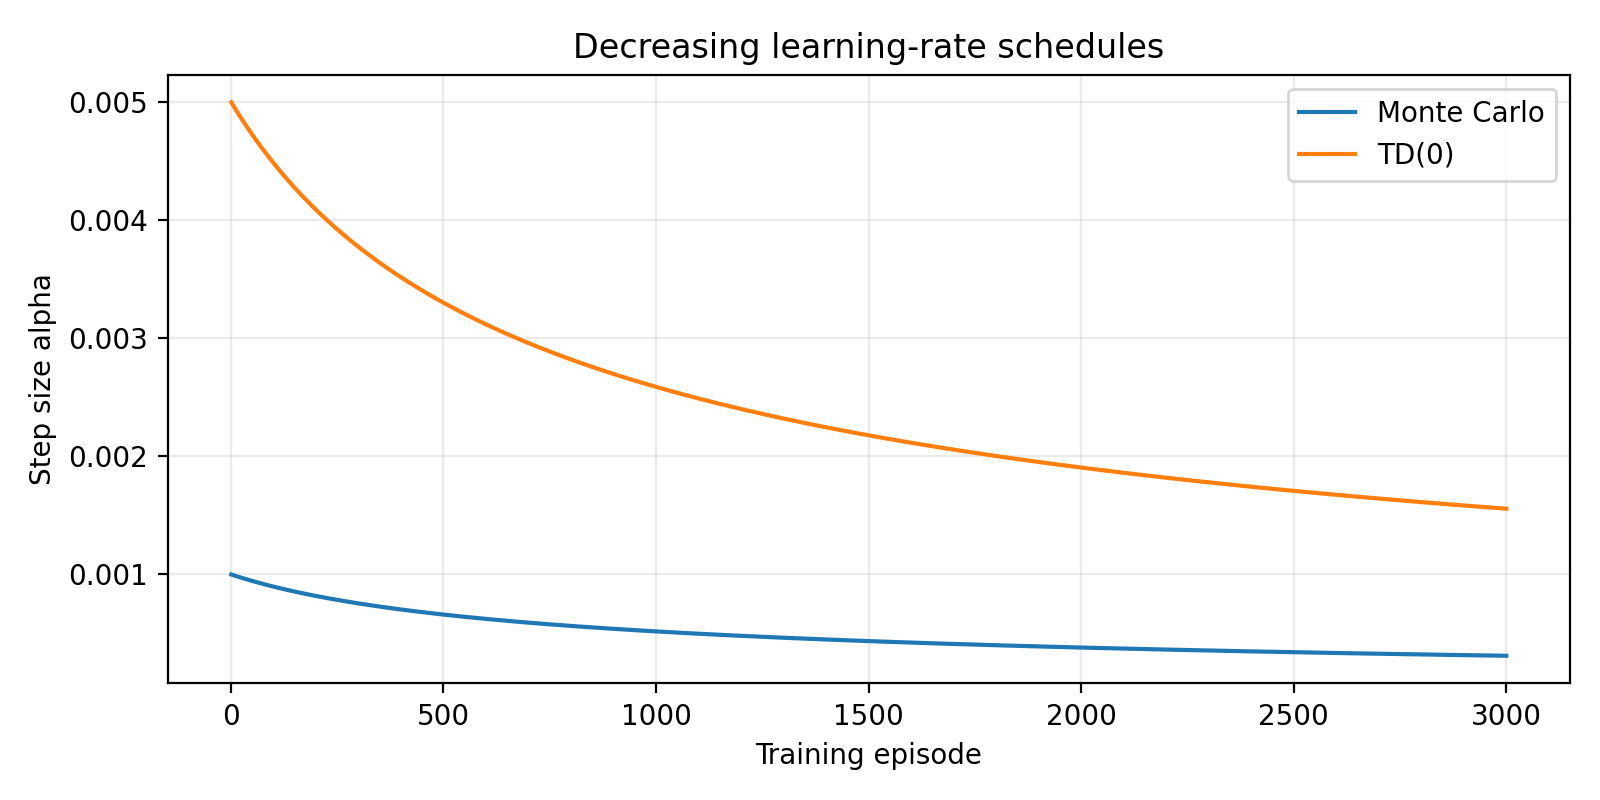 Decreasing learning-rate schedules
Monte Carlo
TD(0)
Step size alpha
0.005
0.004
0.003
0.002
0.001
0 500 1000 1500 2000 2500 3000
Training episode